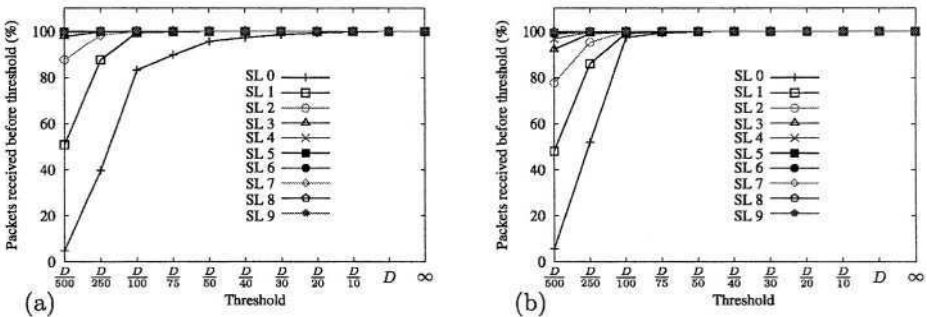 Packets received before threshold (%)
100
80
60
40
20
0
SL 0
SL 1
SL 2
SL 3
SL 4
SL 5
SL 6
SL 7
SL 8
SL 9
D/500 D/250 D/100 D/75 D/50 D/40 D/30 D/20 D/10 D ∞
Threshold
(a)
Packets received before threshold (%)
100
80
60
40
20
0
SL 0
SL 1
SL 2
SL 3
SL 4
SL 5
SL 6
SL 7
SL 8
SL 9
D/500 D/250 D/100 D/75 D/50 D/40 D/30 D/20 D/10 D ∞
Threshold
(b)